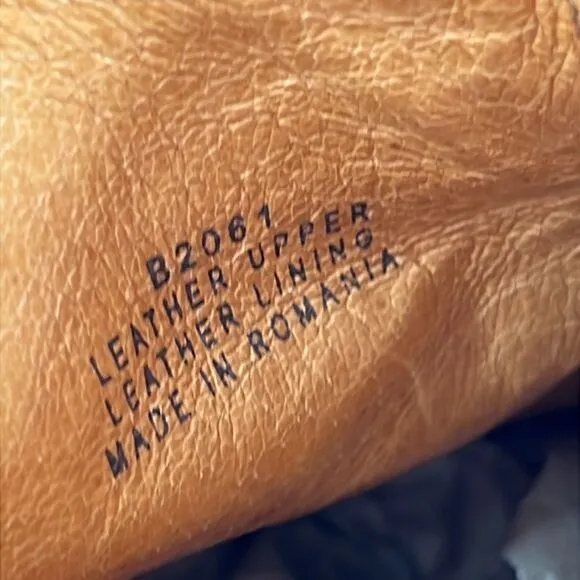 B2061
LEATHER UPPER
LEATHER LINING
MADE IN ROMANIA